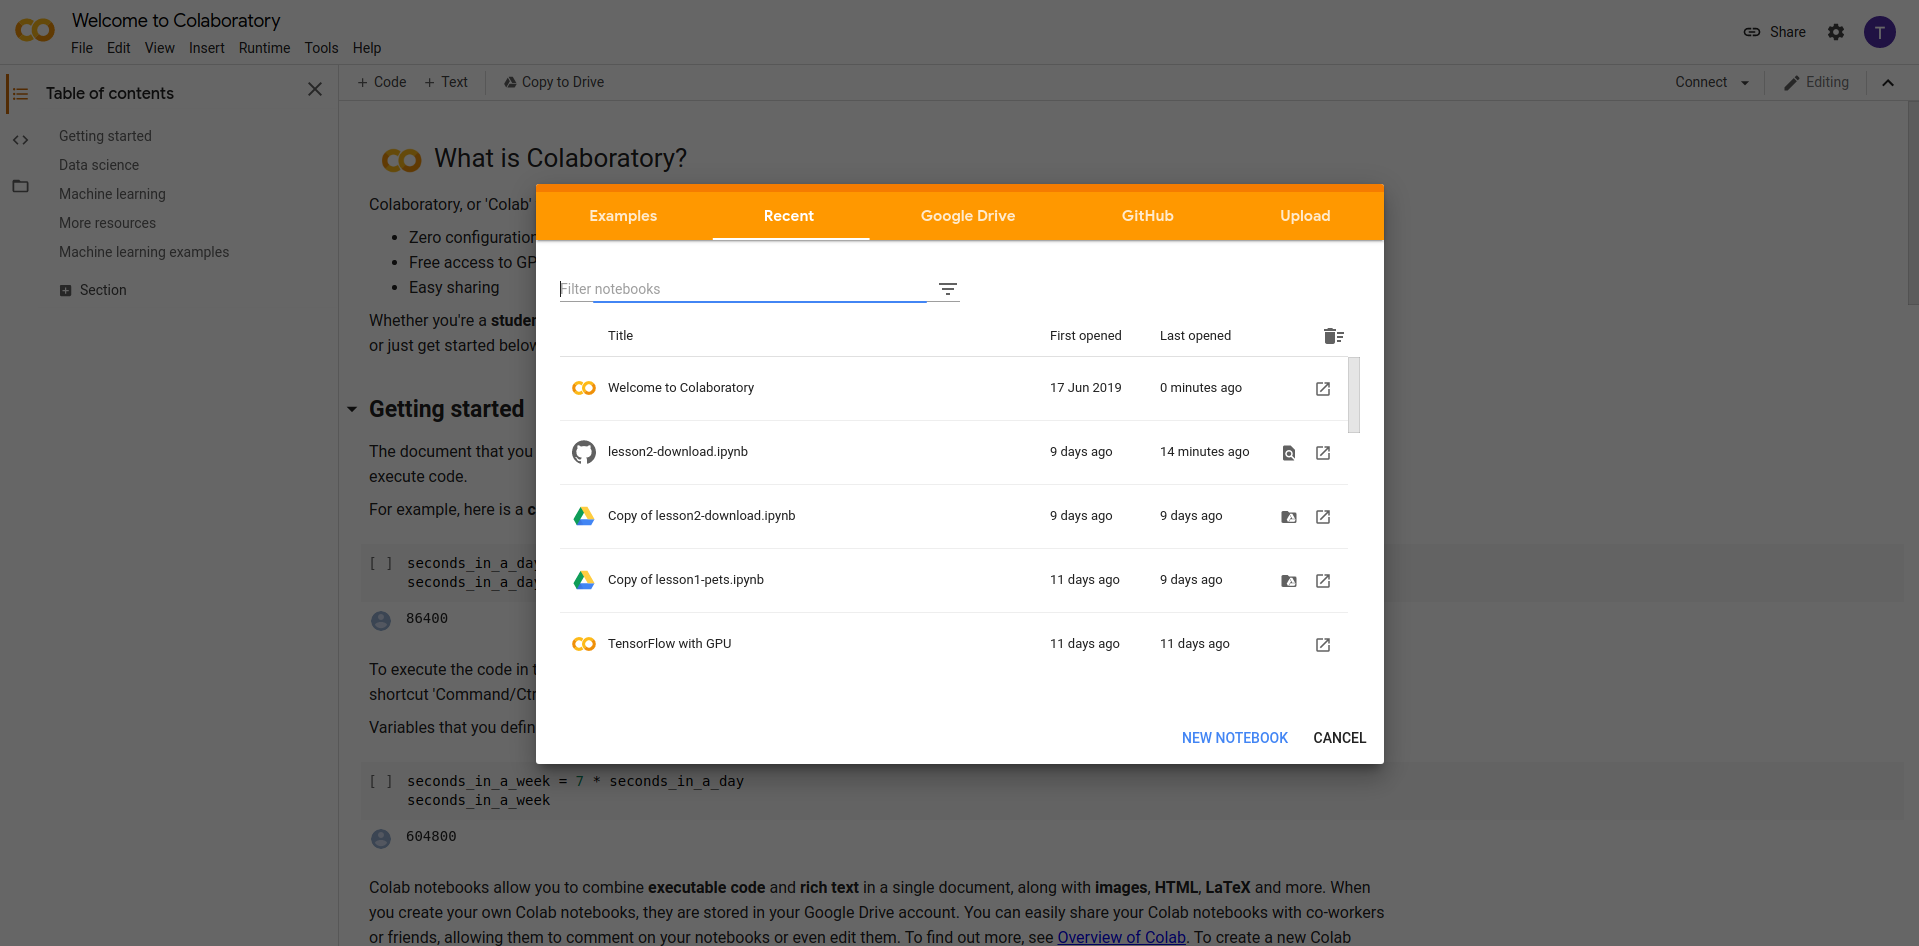 Welcome to Colaboratory
File Edit View Insert Runtime Tools Help
Share
T
Table of contents
Getting started
Data science
Machine learning
More resources
Machine learning examples
Section
+ Code + Text Copy to Drive
Connect Editing
What is Colaboratory?
Colaboratory, or 'Colab'
• Zero configuration
• Free access to GP
• Easy sharing
Whether you're a studen
or just get started below
Getting started
The document that you
execute code.
For example, here is a c
[ ] seconds_in_a_day
seconds_in_a_day
86400
To execute the code in t
shortcut 'Command/Ctr
Variables that you defin
[ ] seconds_in_a_week = 7 * seconds_in_a_day
seconds_in_a_week
604800
Colab notebooks allow you to combine executable code and rich text in a single document, along with images, HTML, LaTeX and more. When
you create your own Colab notebooks, they are stored in your Google Drive account. You can easily share your Colab notebooks with co-workers
or friends, allowing them to comment on your notebooks or even edit them. To find out more, see Overview of Colab. To create a new Colab
Examples Recent Google Drive GitHub Upload
Filter notebooks
Title First opened Last opened
Welcome to Colaboratory 17 Jun 2019 0 minutes ago
lesson2-download.ipynb 9 days ago 14 minutes ago
Copy of lesson2-download.ipynb 9 days ago 9 days ago
Copy of lesson1-pets.ipynb 11 days ago 9 days ago
TensorFlow with GPU 11 days ago 11 days ago
NEW NOTEBOOK CANCEL